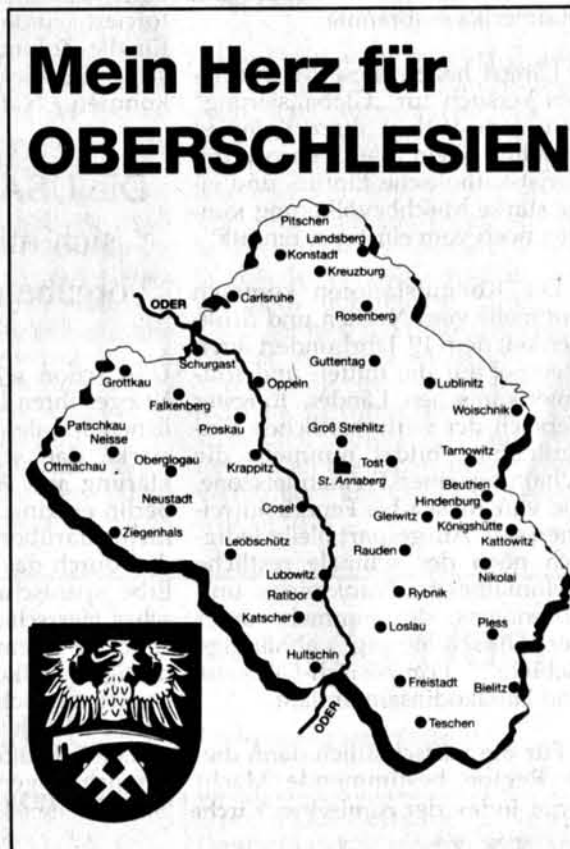 Mein Herz für
OBERSCHLESIEN
Pitschen
Landsberg
Konstadt
Kreuzburg
ODER
Carlsruhe
Rosenberg
Schurgast
Guttentag
Grottkau
Oppeln
Lublinitz
Falkenberg
Woischnik
Proskau
Groß Strehlitz
Patschkau
Neisse
Tarnowitz
Ottmachau
Oberglogau
Krappitz
St. Annaberg
Tost
Beuthen
Hindenburg
Neustadt
Cosel
Gleiwitz
Königshütte
Ziegenhals
Leobschütz
Kattowitz
Rauden
Lubowitz
Nikolai
Ratibor
Rybnik
Katscher
Loslau
Pless
Hultschin
Freistadt
Bielitz
ODER
Teschen